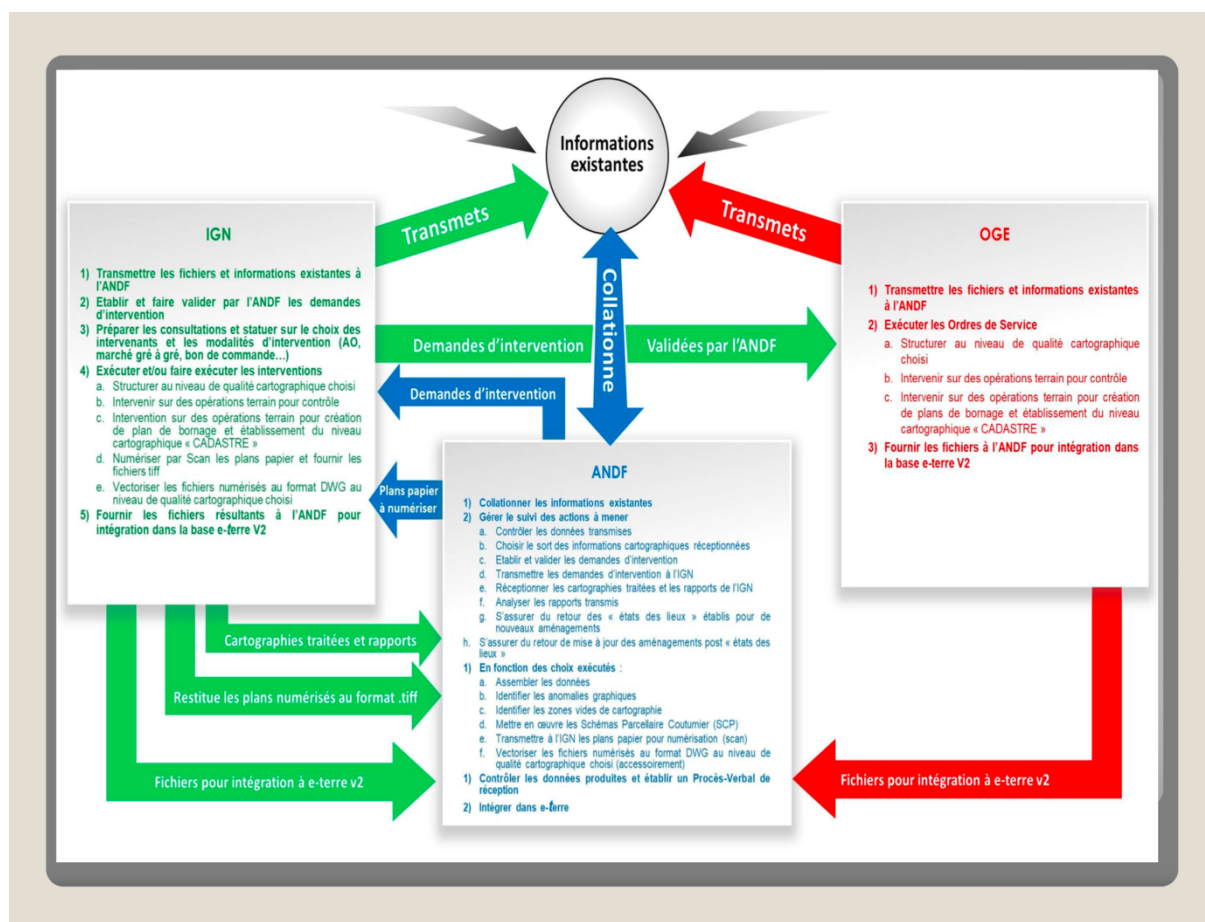 Informations
existantes
Transmets
Transmets
Collationne
IGN
1) Transmettre les fichiers et informations existantes à
l'ANDF
2) Etablir et faire valider par l'ANDF les demandes
d'intervention
3) Préparer les consultations et statuer sur le choix des
intervenants et les modalités d'intervention (AO,
marché gré à gré, bon de commande...)
4) Exécuter et/ou faire exécuter les interventions
a. Structurer au niveau de qualité cartographique choisi
b. Intervenir sur des opérations terrain pour contrôle
c. Intervention sur des opérations terrain pour création
de plan de bornage et établissement du niveau
cartographique « CADASTRE »
d. Numériser par Scan les plans papier et fournir les
fichiers tiff
e. Vectoriser les fichiers numérisés au format DWG au
niveau de qualité cartographique choisi
5) Fournir les fichiers résultants à l'ANDF pour
intégration dans la base e-terre V2
Demandes d'intervention
Validées par l'ANDF
Demandes d'intervention
Plans papier
à numériser
OGE
1) Transmettre les fichiers et informations existantes
à l'ANDF
2) Exécuter les Ordres de Service
a. Structurer au niveau de qualité cartographique
choisi
b. Intervenir sur des opérations terrain pour contrôle
c. Intervenir sur des opérations terrain pour création
de plans de bornage et établissement du niveau
cartographique « CADASTRE »
3) Fournir les fichiers à l'ANDF pour intégration dans
la base e-terre V2
ANDF
1) Collationner les informations existantes
2) Gérer le suivi des actions à mener
a. Contrôler les données transmises
b. Choisir le sort des informations cartographiques réceptionnées
c. Etablir et valider les demandes d'intervention
d. Transmettre les demandes d'intervention à l'IGN
e. Réceptionner les cartographies traitées et les rapports de l'IGN
f. Analyser les rapports transmis
g. S'assurer du retour des « états des lieux » établis pour de
nouveaux aménagements
h. S'assurer du retour de mise à jour des aménagements post « états des
lieux »
1) En fonction des choix exécutés :
a. Assembler les données
b. Identifier les anomalies graphiques
c. Identifier les zones vides de cartographie
d. Mettre en œuvre les Schémas Parcellaire Coutumier (SCP)
e. Transmettre à l'IGN les plans papier pour numérisation (scan)
f. Vectoriser les fichiers numérisés au format DWG au niveau de
qualité cartographique choisi (accessoirement)
1) Contrôler les données produites et établir un Procès-Verbal de
réception
2) Intégrer dans e-terre
Cartographies traitées et rapports
Restitue les plans numérisés au format .tiff
Fichiers pour intégration à e-terre v2
Fichiers pour intégration à e-terre v2